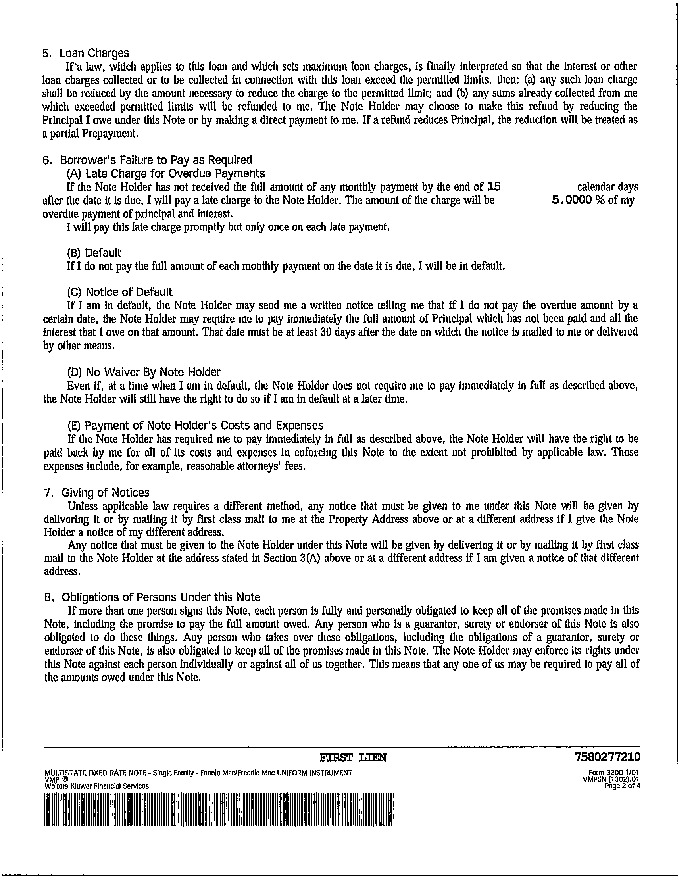 5. Loan Charges
If a law, which applies to this loan and which sets maximum loan charges, is finally interpreted so that the interest or other
loan charges collected or to be collected in connection with this loan exceed the permitted limits, then: (a) any such loan charge
shall be reduced by the amount necessary to reduce the charge to the permitted limit; and (b) any sums already collected from me
which exceeded permitted limits will be refunded to me. The Note Holder may choose to make this refund by reducing the
Principal I owe under this Note or by making a direct payment to me. If a refund reduces Principal, the reduction will be treated as
a partial Prepayment.
6. Borrower's Failure to Pay as Required
(A) Late Charge for Overdue Payments
If the Note Holder has not received the full amount of any monthly payment by the end of 15 calendar days
after the date it is due, I will pay a late charge to the Note Holder. The amount of the charge will be 5.0000 % of my
overdue payment of principal and interest.
I will pay this late charge promptly but only once on each late payment.
(B) Default
If I do not pay the full amount of each monthly payment on the date it is due, I will be in default.
(C) Notice of Default
If I am in default, the Note Holder may send me a written notice telling me that if I do not pay the overdue amount by a
certain date, the Note Holder may require me to pay immediately the full amount of Principal which has not been paid and all the
interest that I owe on that amount. That date must be at least 30 days after the date on which the notice is mailed to me or delivered
by other means.
(D) No Waiver By Note Holder
Even if, at a time when I am in default, the Note Holder does not require me to pay immediately in full as described above,
the Note Holder will still have the right to do so if I am in default at a later time.
(E) Payment of Note Holder's Costs and Expenses
If the Note Holder has required me to pay immediately in full as described above, the Note Holder will have the right to be
paid back by me for all of its costs and expenses in enforcing this Note to the extent not prohibited by applicable law. Those
expenses include, for example, reasonable attorneys' fees.
7. Giving of Notices
Unless applicable law requires a different method, any notice that must be given to me under this Note will be given by
delivering it or by mailing it by first class mail to me at the Property Address above or at a different address if I give the Note
Holder a notice of my different address.
Any notice that must be given to the Note Holder under this Note will be given by delivering it or by mailing it by first class
mail to the Note Holder at the address stated in Section 3(A) above or at a different address if I am given a notice of that different
address.
8. Obligations of Persons Under this Note
If more than one person signs this Note, each person is fully and personally obligated to keep all of the promises made in this
Note, including the promise to pay the full amount owed. Any person who is a guarantor, surety or endorser of this Note is also
obligated to do these things. Any person who takes over these obligations, including the obligations of a guarantor, surety or
endorser of this Note, is also obligated to keep all of the promises made in this Note. The Note Holder may enforce its rights under
this Note against each person individually or against all of us together. This means that any one of us may be required to pay all of
the amounts owed under this Note.
FIRST LIEN 7580277210
MULTISTATE FIXED RATE NOTE - Single Family - Fannie Mae/Freddie Mac UNIFORM INSTRUMENT Form 3200 1/01
VMP ® VMP5N (1302).01
Wolters Kluwer Financial Services Page 2 of 4